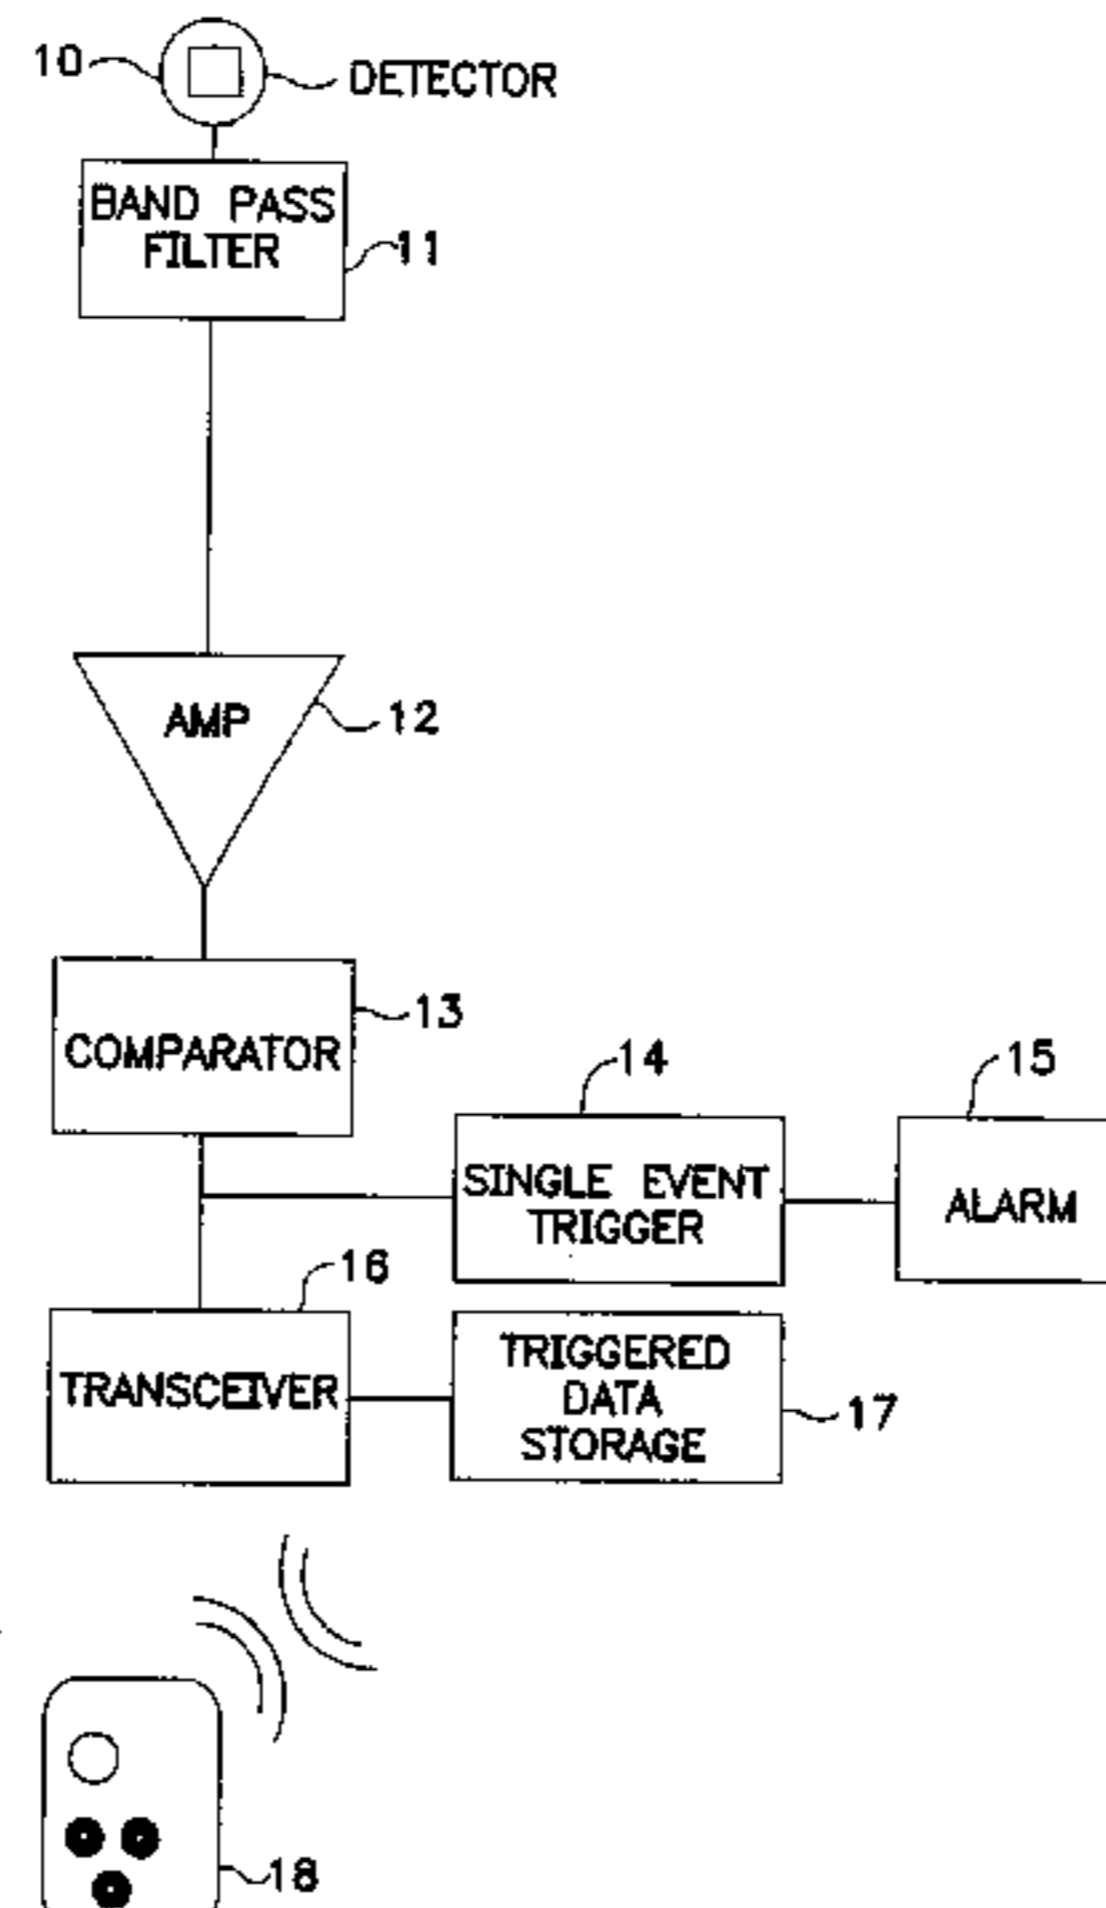 10 DETECTOR
BAND PASS
FILTER
11
AMP
12
COMPARATOR
13
14
15
SINGLE EVENT
TRIGGER
ALARM
16
TRANSCEIVER
TRIGGERED
DATA
STORAGE
17
18